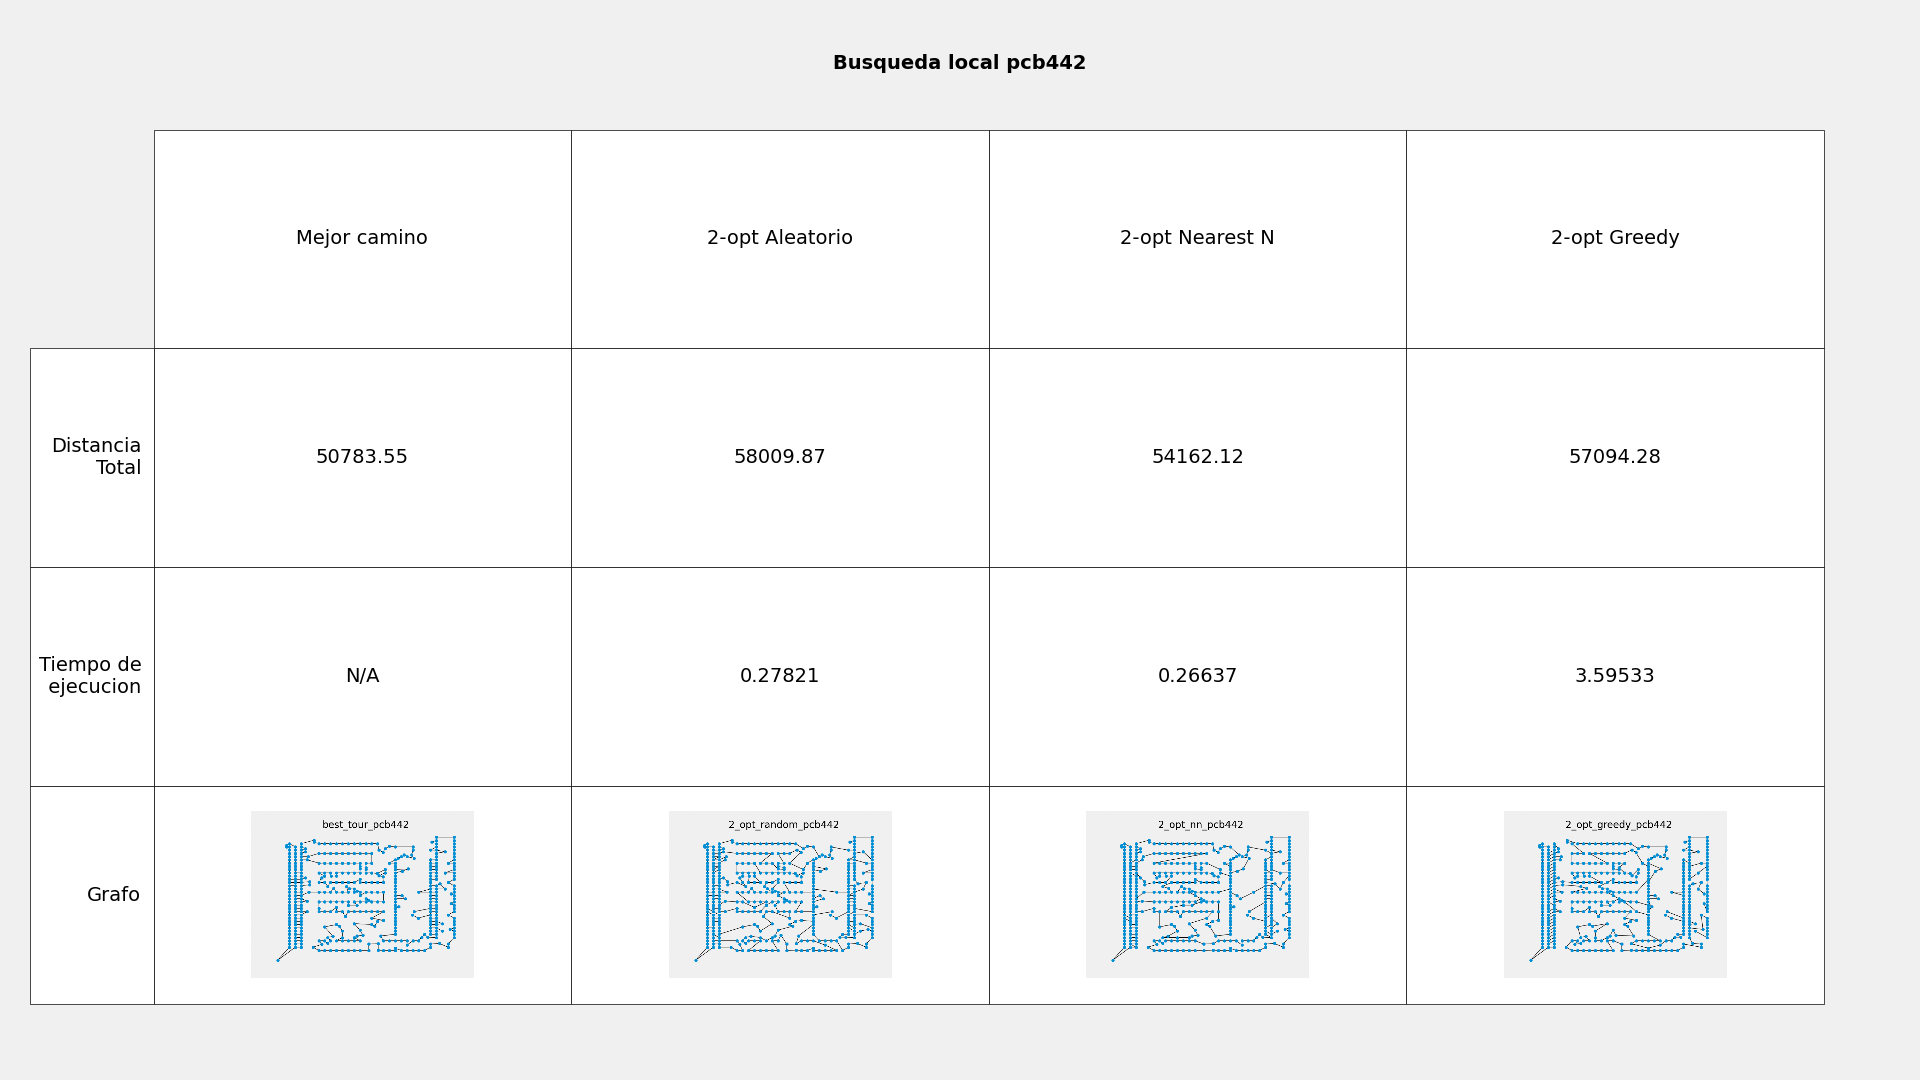 Busqueda local pcb442
Mejor camino
2-opt Aleatorio
2-opt Nearest N
2-opt Greedy
Distancia
Total
50783.55
58009.87
54162.12
57094.28
Tiempo de
ejecucion
N/A
0.27821
0.26637
3.59533
Grafo
best_tour_pcb442
2_opt_random_pcb442
2_opt_nn_pcb442
2_opt_greedy_pcb442